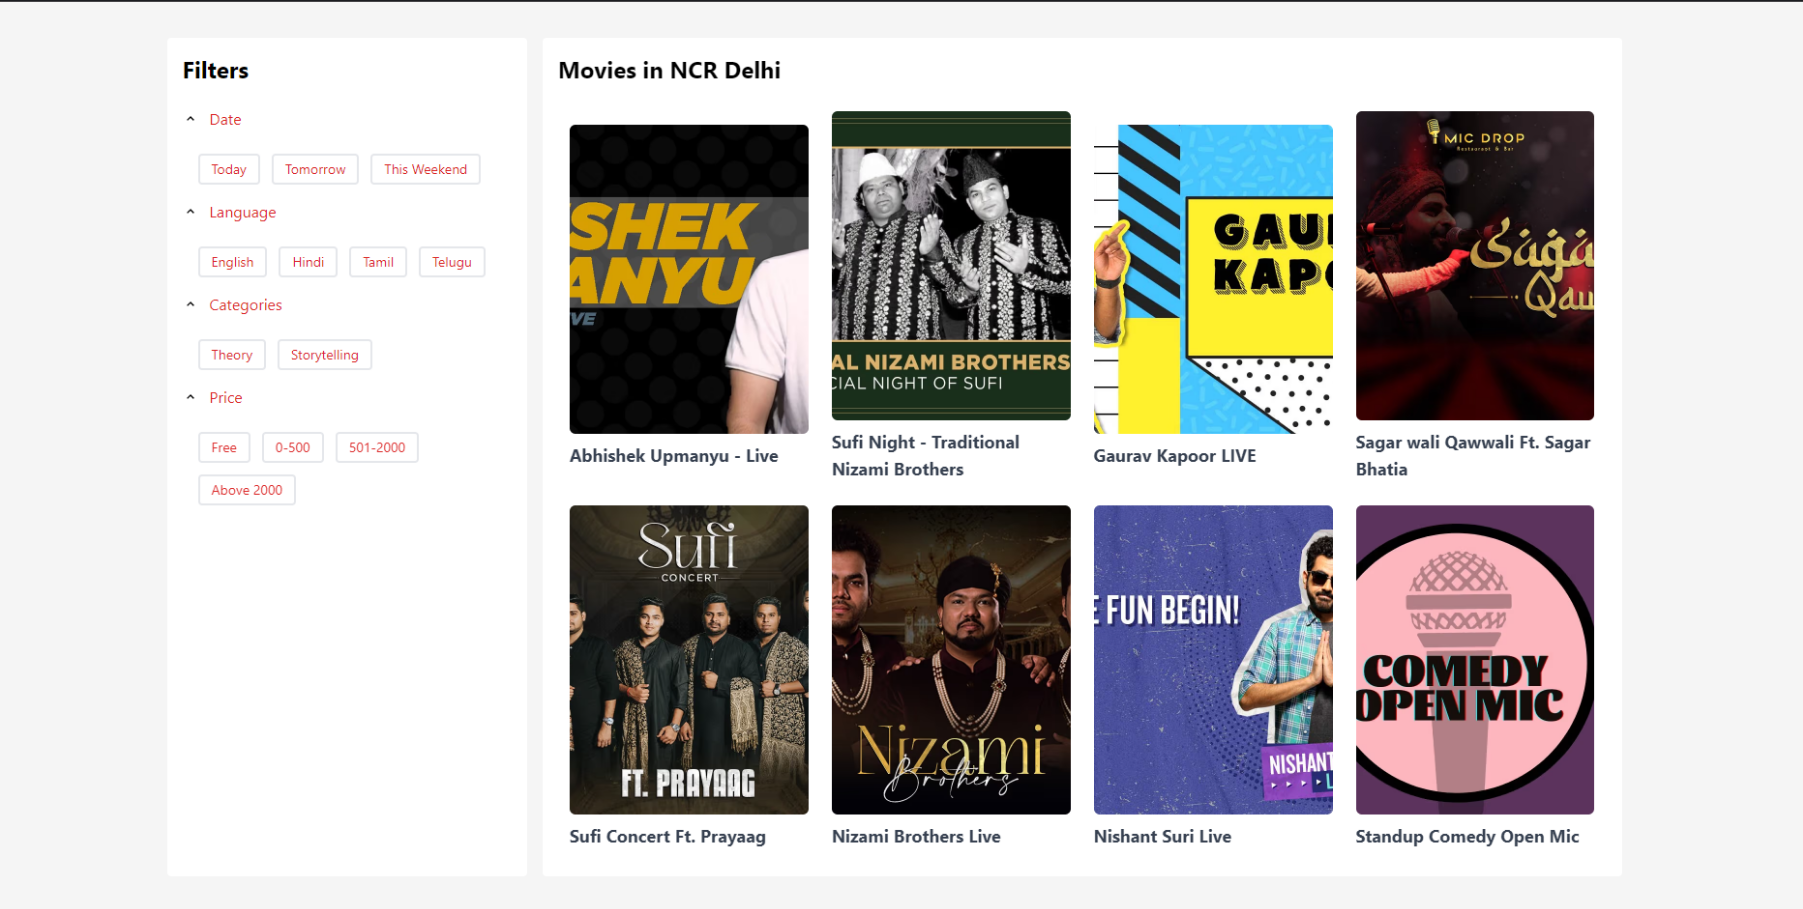 Filters
Date
Today Tomorrow This Weekend
Language
English Hindi Tamil Telugu
Categories
Theory Storytelling
Price
Free 0-500 501-2000
Above 2000
Movies in NCR Delhi
SHEK
ANYU
VE
Abhishek Upmanyu - Live
AL NIZAMI BROTHERS
CIAL NIGHT OF SUFI
Sufi Night - Traditional
Nizami Brothers
GAU
KAPO
Gaurav Kapoor LIVE
MIC DROP
Restaurant & Bar
Saga
Qaw
Sagar wali Qawwali Ft. Sagar
Bhatia
Sufi
CONCERT
FT. PRAYAAG
Sufi Concert Ft. Prayaag
Nizami
Brothers
Nizami Brothers Live
E FUN BEGIN!
NISHANT
L
Nishant Suri Live
COMEDY
OPEN MIC
Standup Comedy Open Mic